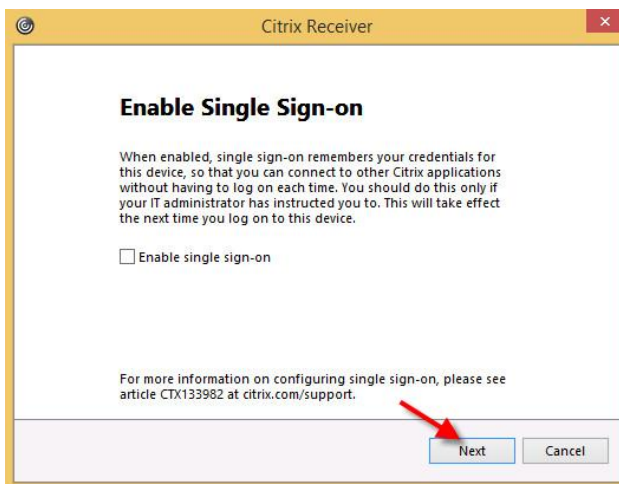 Citrix Receiver
Enable Single Sign-on
When enabled, single sign-on remembers your credentials for
this device, so that you can connect to other Citrix applications
without having to log on each time. You should do this only if
your IT administrator has instructed you to. This will take effect
the next time you log on to this device.
Enable single sign-on
For more information on configuring single sign-on, please see
article CTX133982 at citrix.com/support.
Next
Cancel